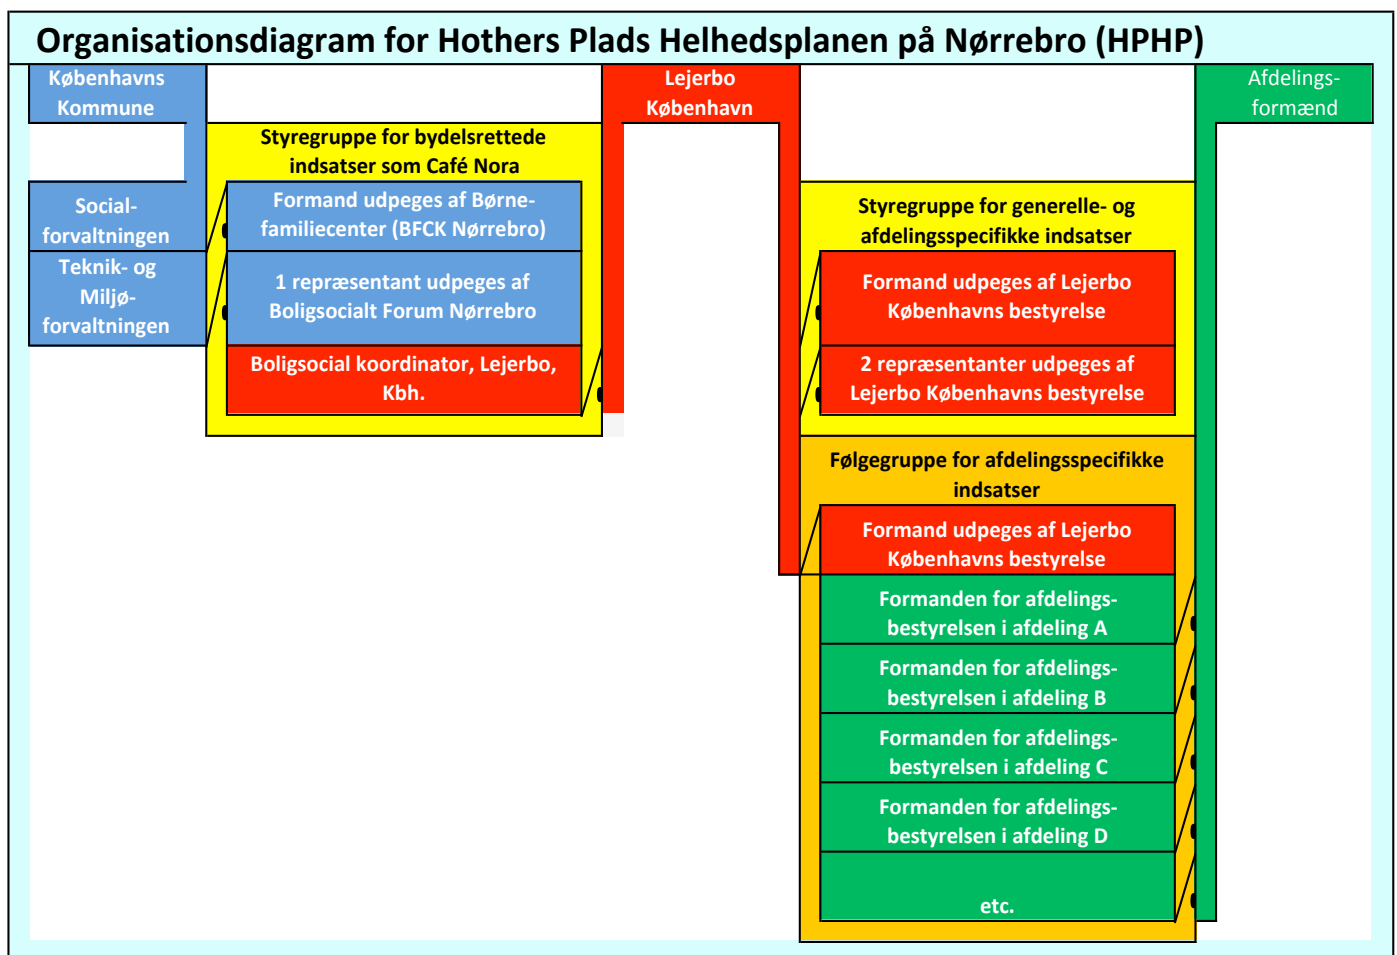 Organisationsdiagram for Hothers Plads Helhedsplanen på Nørrebro (HPHP)
Københavns
Kommune
Lejerbo
København
Afdelings-
formænd
Styregruppe for bydelsrettede
indsatser som Café Nora
Social-
forvaltningen
Formand udpeges af Børne-
familiecenter (BFCK Nørrebro)
Teknik- og
Miljø-
forvaltningen
1 repræsentant udpeges af
Boligsocialt Forum Nørrebro
Boligsocial koordinator, Lejerbo,
Kbh.
Styregruppe for generelle- og
afdelingsspecifikke indsatser
Formand udpeges af Lejerbo
Københavns bestyrelse
2 repræsentanter udpeges af
Lejerbo Københavns bestyrelse
Følgegruppe for afdelingsspecifikke
indsatser
Formand udpeges af Lejerbo
Københavns bestyrelse
Formanden for afdelings-
bestyrelsen i afdeling A
Formanden for afdelings-
bestyrelsen i afdeling B
Formanden for afdelings-
bestyrelsen i afdeling C
Formanden for afdelings-
bestyrelsen i afdeling D
etc.